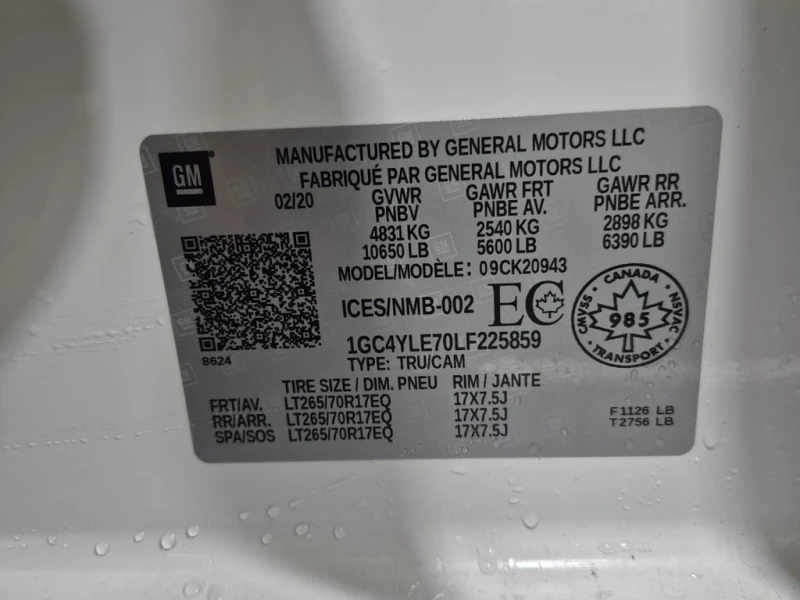 GM
MANUFACTURED BY GENERAL MOTORS LLC
FABRIQUÉ PAR GENERAL MOTORS LLC
02/20
GVWR GAWR FRT GAWR RR
PNBV PNBE AV. PNBE ARR.
4831 KG 2540 KG 2898 KG
10650 LB 5600 LB 6390 LB
MODEL/MODÈLE: 09CK20943
ICES/NMB-002 EC
CANADA
CMVSS 985 NSVAC
TRANSPORT
1GC4YLE70LF225859
8624
TYPE: TRU/CAM
TIRE SIZE / DIM. PNEU RIM / JANTE
FRT/AV. LT265/70R17EQ 17X7.5J
RR/ARR. LT265/70R17EQ 17X7.5J
SPA/SOS LT265/70R17EQ 17X7.5J
F1126 LB
T2756 LB